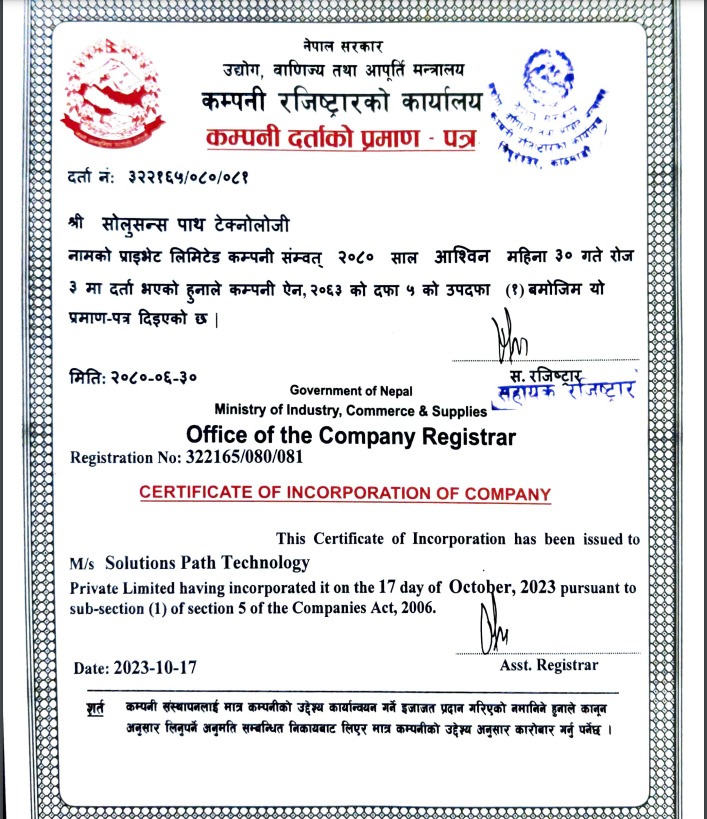 नेपाल सरकार
उद्योग, वाणिज्य तथा आपूर्ति मन्त्रालय
कम्पनी रजिष्ट्रारको कार्यालय
कम्पनी दर्ताको प्रमाण - पत्र
दर्ता नं: ३२२१६५/०८०/०८१
श्री सोलुसन्स पाथ टेक्नोलोजी
नामको प्राइभेट लिमिटेड कम्पनी संम्वत् २०८० साल आश्विन महिना ३० गते रोज
३ मा दर्ता भएको हुनाले कम्पनी ऐन, २०६३ को दफा ५ को उपदफा (१) बमोजिम यो
प्रमाण-पत्र दिइएको छ |
मिति: २०८०-०६-३०
स. रजिष्ट्रार
सहायक रजिष्ट्रार
Government of Nepal
Ministry of Industry, Commerce & Supplies
Office of the Company Registrar
Registration No: 322165/080/081
CERTIFICATE OF INCORPORATION OF COMPANY
This Certificate of Incorporation has been issued to
M/s Solutions Path Technology
Private Limited having incorporated it on the 17 day of October, 2023 pursuant to
sub-section (1) of section 5 of the Companies Act, 2006.
Date: 2023-10-17
Asst. Registrar
शर्त कम्पनी संस्थापनलाई मात्र कम्पनीको उद्देश्य कार्यान्वयन गर्ने इजाजत प्रदान गरिएको नमानिने हुनाले कानून
अनुसार लिनुपर्ने अनुमति सम्बन्धित निकायबाट लिएर मात्र कम्पनीको उद्देश्य अनुसार कारोबार गर्नु पर्नेछ ।